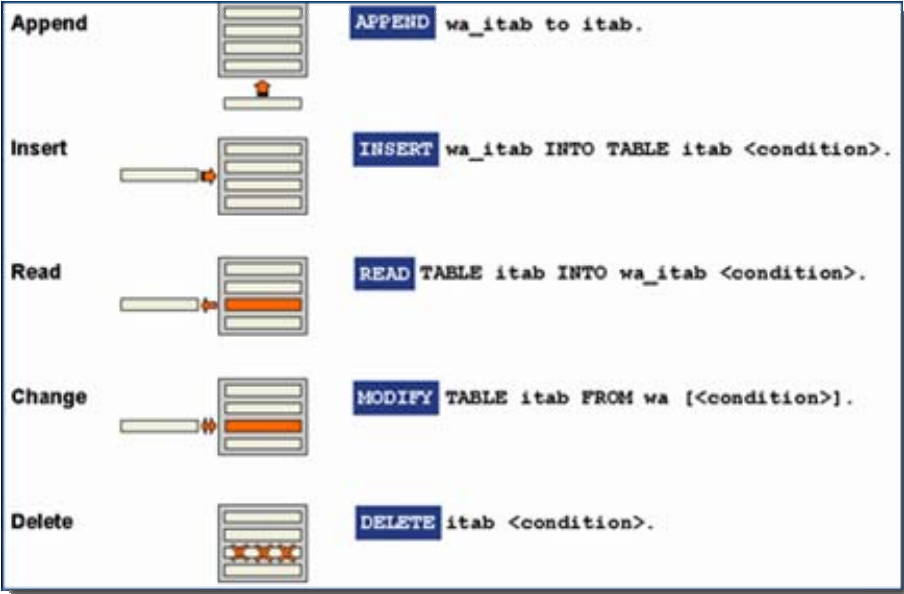 Append APPEND wa_itab to itab.
Insert INSERT wa_itab INTO TABLE itab <condition>.
Read READ TABLE itab INTO wa_itab <condition>.
Change MODIFY TABLE itab FROM wa [<condition>].
Delete DELETE itab <condition>.